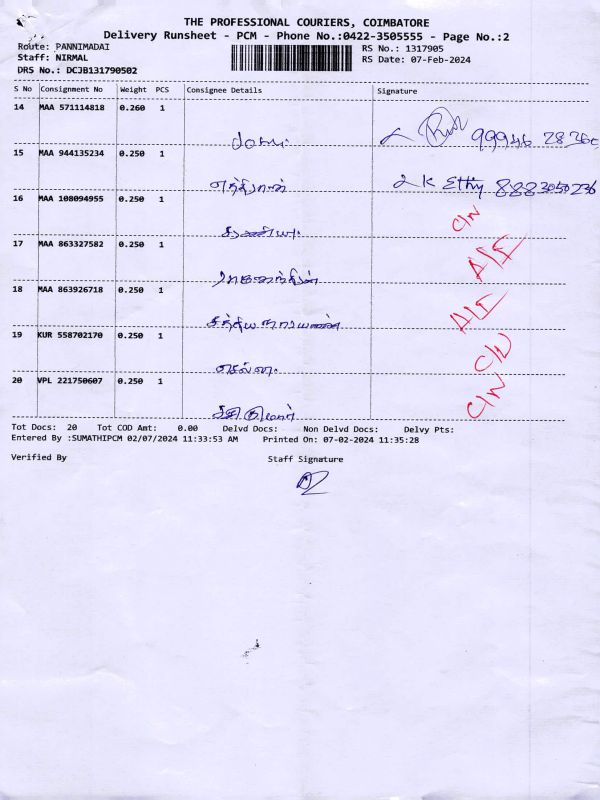 THE PROFESSIONAL COURIERS, COIMBATORE
Delivery Runsheet - PCM - Phone No.:0422-3505555 - Page No.:2
Route: PANNIMADAI RS No.: 1317905
Staff: NIRMAL RS Date: 07-Feb-2024
DRS No.: DCJB131790502
S No Consignment No Weight PCS Consignee Details Signature
14 MAA 571114818 0.260 1
15 MAA 944135234 0.250 1
16 MAA 108094955 0.250 1
C/N
17 MAA 863327582 0.250 1
A/F
18 MAA 863926718 0.250 1
சத்திய நாராயணன் A/F
19 KUR 558702170 0.250 1
C/N
20 VPL 221750607 0.250 1
C/N
Tot Docs: 20 Tot COD Amt: 0.00 Delvd Docs: Non Delvd Docs: Delvy Pts:
Entered By :SUMATHIPCM 02/07/2024 11:33:53 AM Printed On: 07-02-2024 11:35:28
Verified By Staff Signature